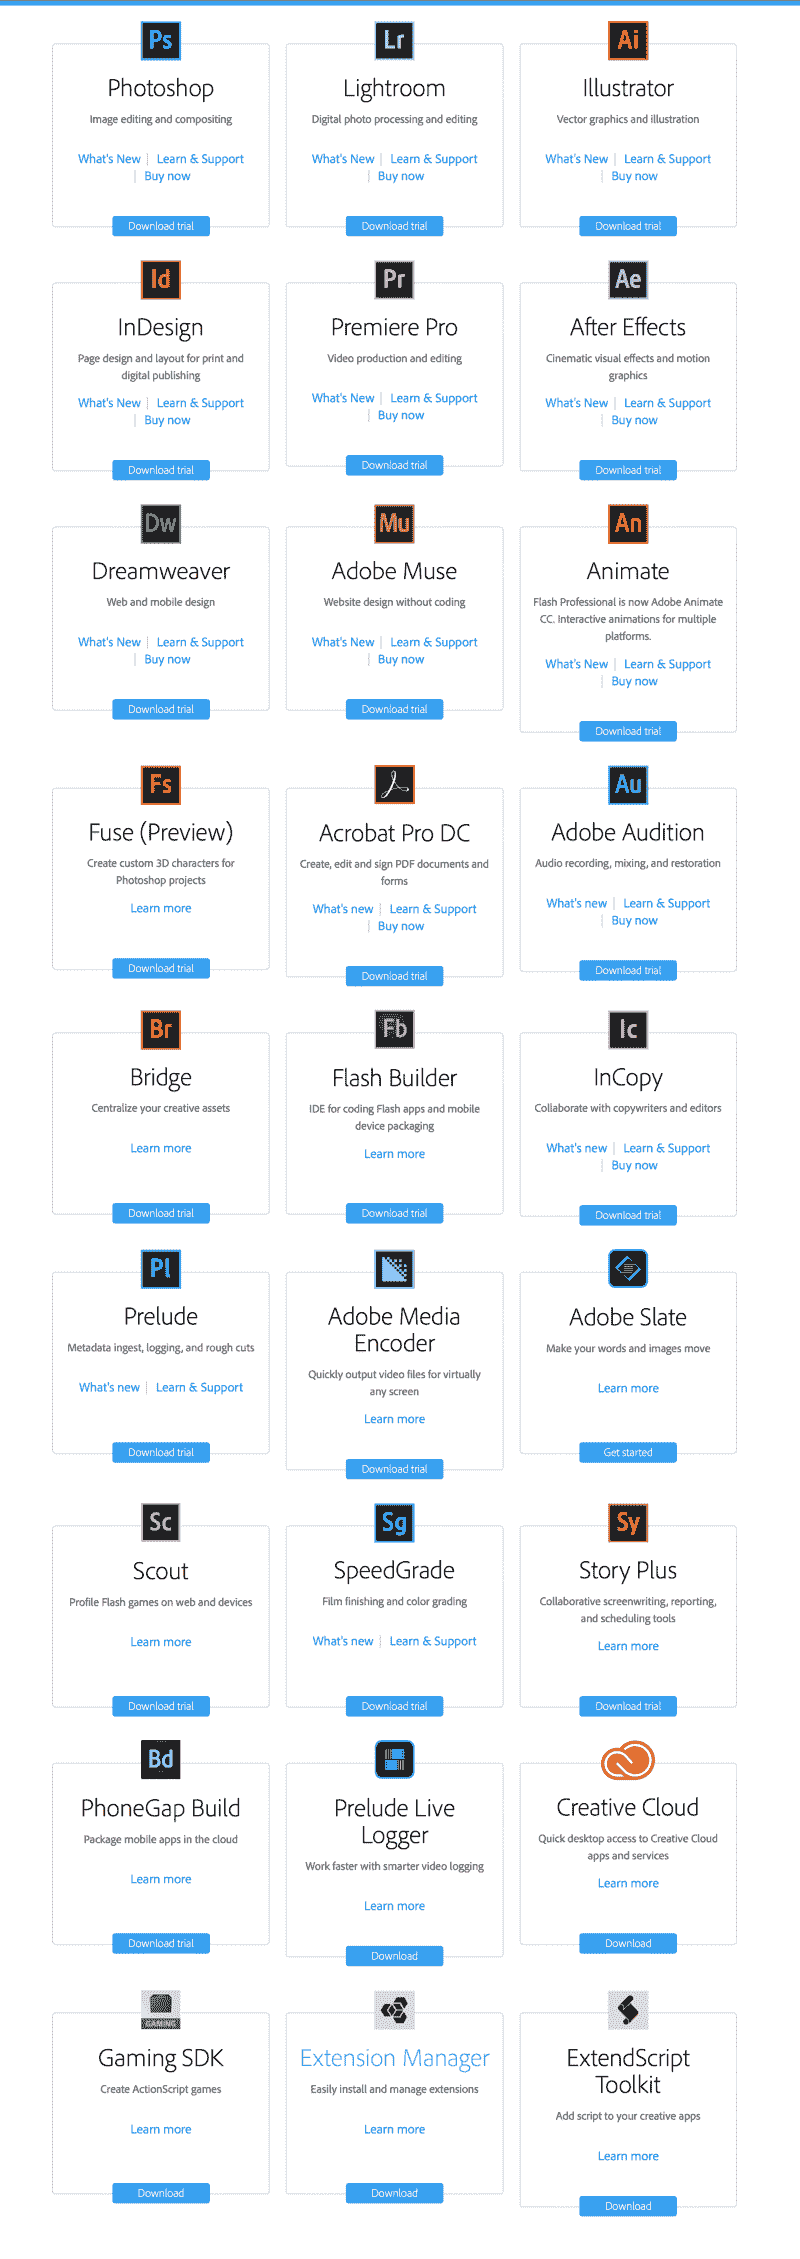 Ps
Photoshop
Image editing and compositing
What's New | Learn & Support
| Buy now
Download trial
Lr
Lightroom
Digital photo processing and editing
What's New | Learn & Support
| Buy now
Download trial
Ai
Illustrator
Vector graphics and illustration
What's New | Learn & Support
| Buy now
Download trial
Id
InDesign
Page design and layout for print and
digital publishing
What's New | Learn & Support
| Buy now
Download trial
Pr
Premiere Pro
Video production and editing
What's New | Learn & Support
| Buy now
Download trial
Ae
After Effects
Cinematic visual effects and motion
graphics
What's New | Learn & Support
| Buy now
Download trial
Dw
Dreamweaver
Web and mobile design
What's New | Learn & Support
| Buy now
Download trial
Mu
Adobe Muse
Website design without coding
What's New | Learn & Support
| Buy now
Download trial
An
Animate
Flash Professional is now Adobe Animate
CC. Interactive animations for multiple
platforms.
What's New | Learn & Support
| Buy now
Download trial
Fs
Fuse (Preview)
Create custom 3D characters for
Photoshop projects
Learn more
Download trial
Acrobat Pro DC
Create, edit and sign PDF documents and
forms
What's new | Learn & Support
| Buy now
Download trial
Au
Adobe Audition
Audio recording, mixing, and restoration
What's new | Learn & Support
| Buy now
Download trial
Br
Bridge
Centralize your creative assets
Learn more
Download trial
Fb
Flash Builder
IDE for coding Flash apps and mobile
device packaging
Learn more
Download trial
Ic
InCopy
Collaborate with copywriters and editors
What's new | Learn & Support
| Buy now
Download trial
Pl
Prelude
Metadata ingest, logging, and rough cuts
What's new | Learn & Support
Download trial
Adobe Media
Encoder
Quickly output video files for virtually
any screen
Learn more
Download trial
Adobe Slate
Make your words and images move
Learn more
Get started
Sc
Scout
Profile Flash games on web and devices
Learn more
Download trial
Sg
SpeedGrade
Film finishing and color grading
What's new | Learn & Support
Download trial
Sy
Story Plus
Collaborative screenwriting, reporting,
and scheduling tools
Learn more
Download trial
Bd
PhoneGap Build
Package mobile apps in the cloud
Learn more
Download trial
Prelude Live
Logger
Work faster with smarter video logging
Learn more
Download
Creative Cloud
Quick desktop access to Creative Cloud
apps and services
Learn more
Download
GAMING
Gaming SDK
Create ActionScript games
Learn more
Download
Extension Manager
Easily install and manage extensions
Learn more
Download
ExtendScript
Toolkit
Add script to your creative apps
Learn more
Download